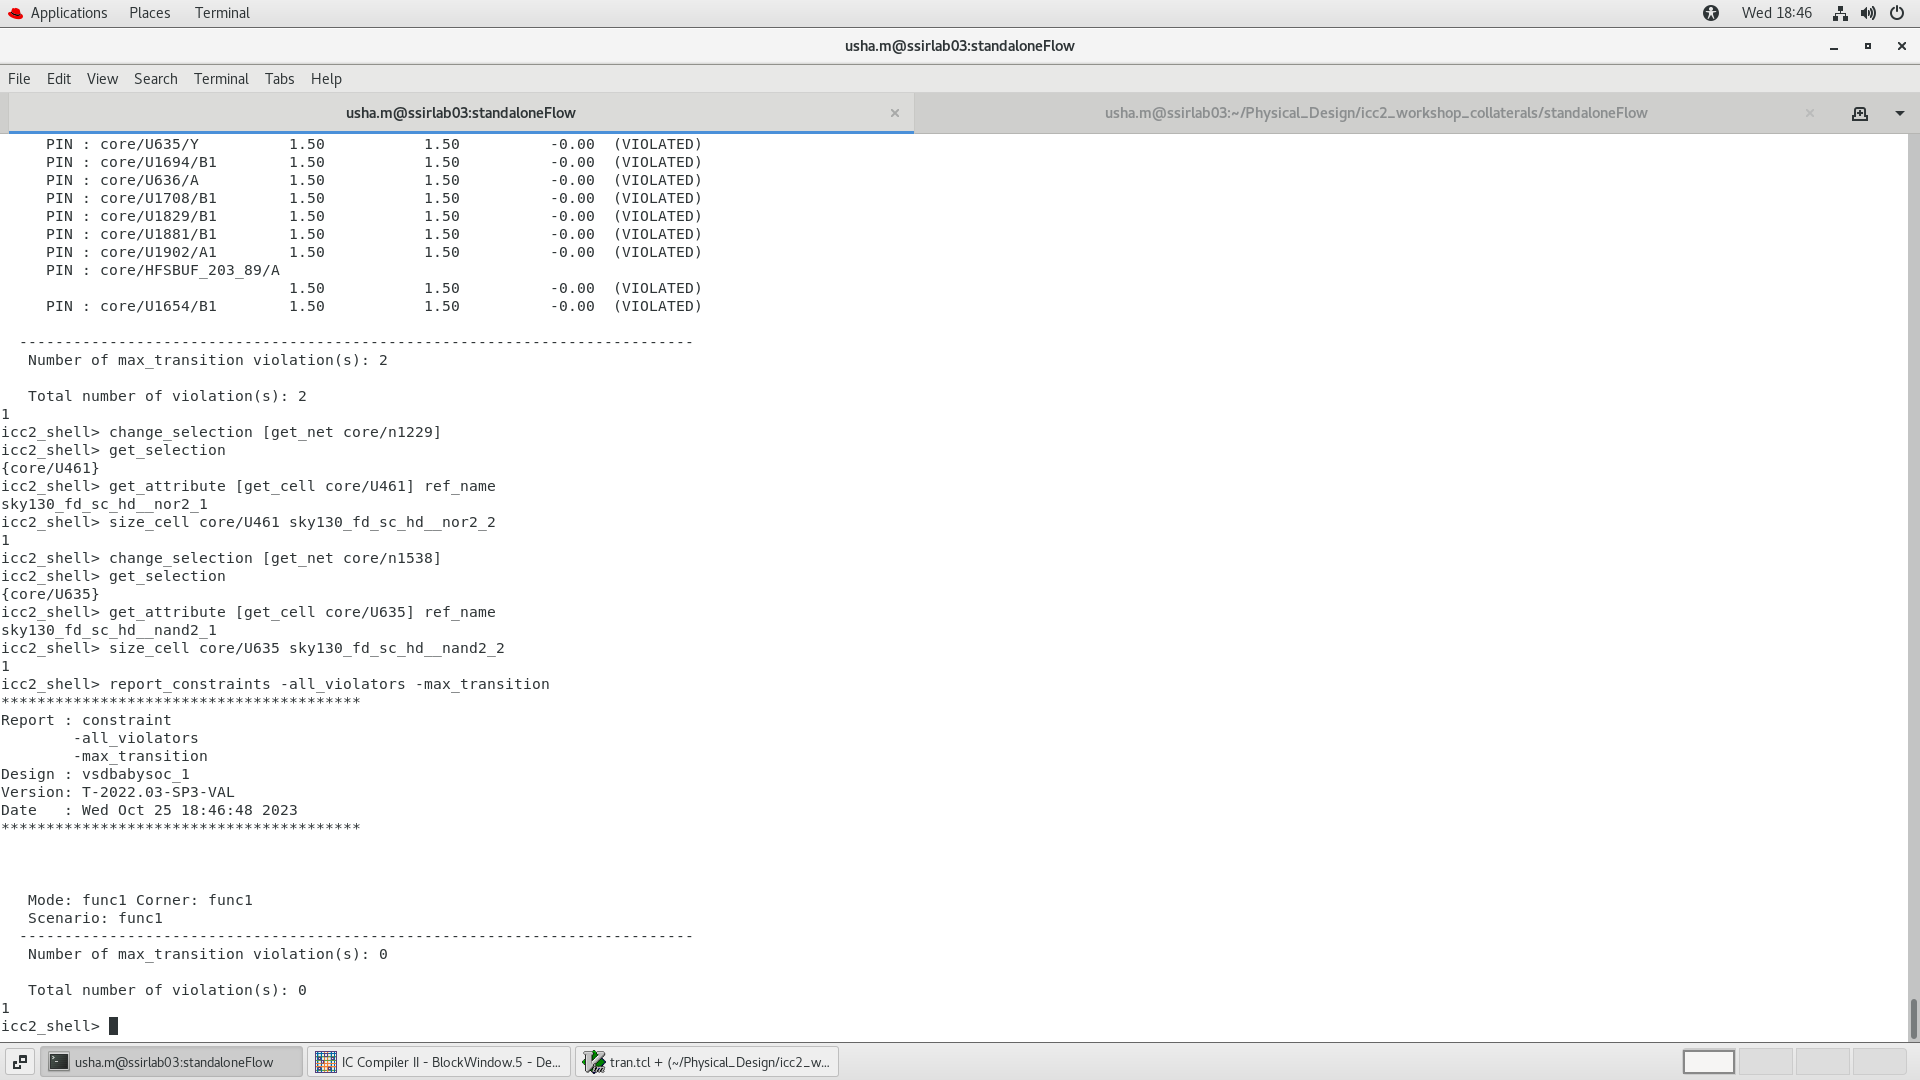 Applications Places Terminal Wed 18:46
usha.m@ssirlab03:standaloneFlow
File Edit View Search Terminal Tabs Help
usha.m@ssirlab03:standaloneFlow × usha.m@ssirlab03:~/Physical_Design/icc2_workshop_collaterals/standaloneFlow ×
PIN : core/U635/Y 1.50 1.50 -0.00 (VIOLATED)
PIN : core/U1694/B1 1.50 1.50 -0.00 (VIOLATED)
PIN : core/U636/A 1.50 1.50 -0.00 (VIOLATED)
PIN : core/U1708/B1 1.50 1.50 -0.00 (VIOLATED)
PIN : core/U1829/B1 1.50 1.50 -0.00 (VIOLATED)
PIN : core/U1881/B1 1.50 1.50 -0.00 (VIOLATED)
PIN : core/U1902/A1 1.50 1.50 -0.00 (VIOLATED)
PIN : core/HFSBUF_203_89/A
1.50 1.50 -0.00 (VIOLATED)
PIN : core/U1654/B1 1.50 1.50 -0.00 (VIOLATED)
---------------------------------------------------------------------------
Number of max_transition violation(s): 2
Total number of violation(s): 2
1
icc2_shell> change_selection [get_net core/n1229]
icc2_shell> get_selection
{core/U461}
icc2_shell> get_attribute [get_cell core/U461] ref_name
sky130_fd_sc_hd__nor2_1
icc2_shell> size_cell core/U461 sky130_fd_sc_hd__nor2_2
1
icc2_shell> change_selection [get_net core/n1538]
icc2_shell> get_selection
{core/U635}
icc2_shell> get_attribute [get_cell core/U635] ref_name
sky130_fd_sc_hd__nand2_1
icc2_shell> size_cell core/U635 sky130_fd_sc_hd__nand2_2
1
icc2_shell> report_constraints -all_violators -max_transition
****************************************
Report : constraint
-all_violators
-max_transition
Design : vsdbabysoc_1
Version: T-2022.03-SP3-VAL
Date : Wed Oct 25 18:46:48 2023
****************************************
Mode: func1 Corner: func1
Scenario: func1
---------------------------------------------------------------------------
Number of max_transition violation(s): 0
Total number of violation(s): 0
1
icc2_shell>
usha.m@ssirlab03:standaloneFlow IC Compiler II - BlockWindow.5 - De... tran.tcl + (~/Physical_Design/icc2_w...